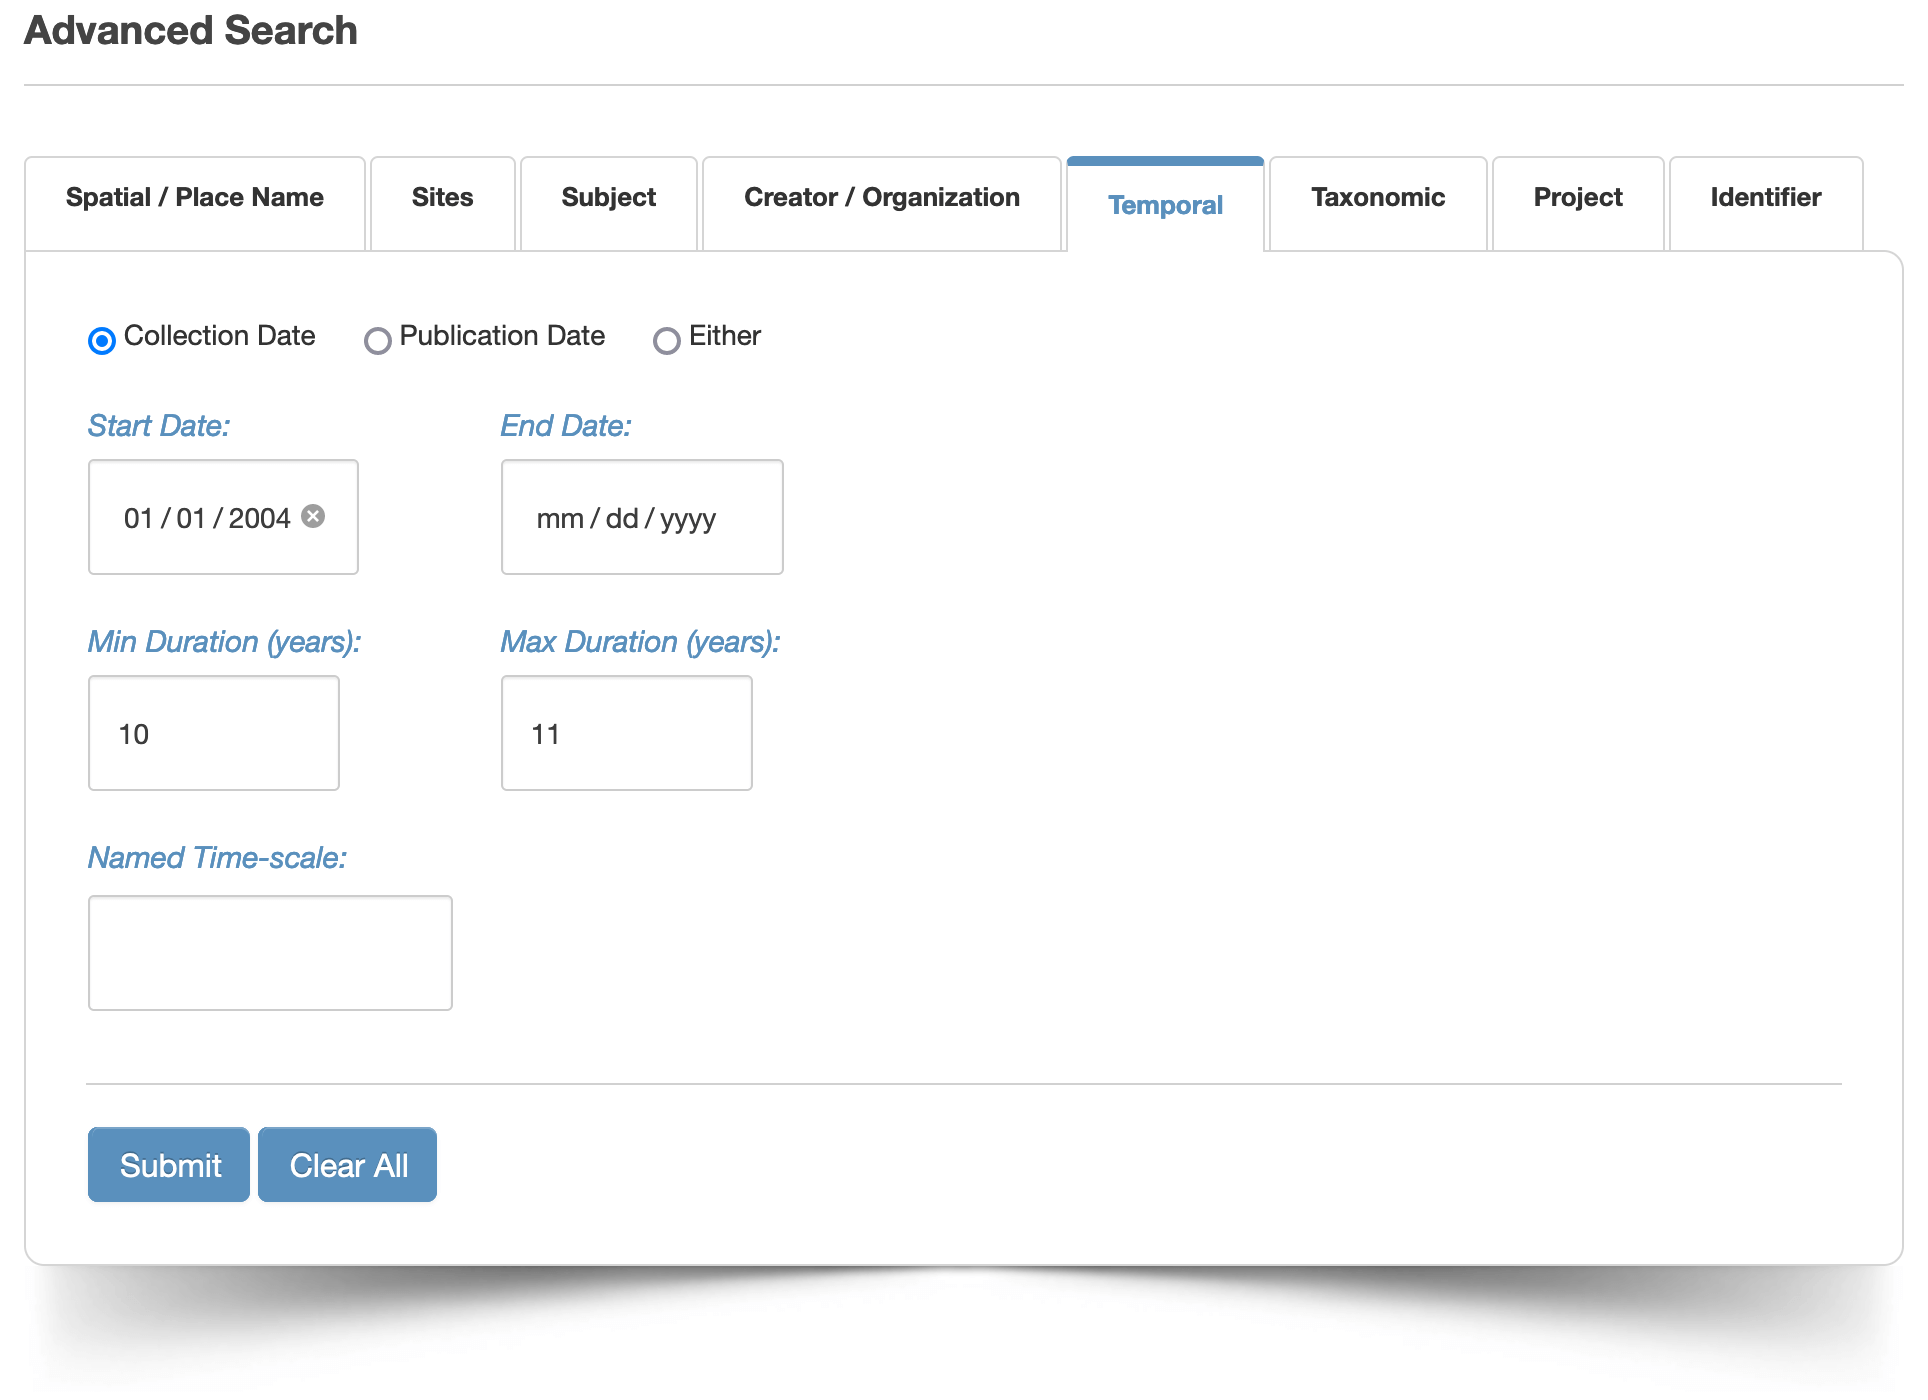 Advanced Search
Spatial / Place Name Sites Subject Creator / Organization Temporal Taxonomic Project Identifier
Collection Date Publication Date Either
Start Date: End Date:
01 / 01 / 2004 mm / dd / yyyy
Min Duration (years): Max Duration (years):
10 11
Named Time-scale:
Submit Clear All